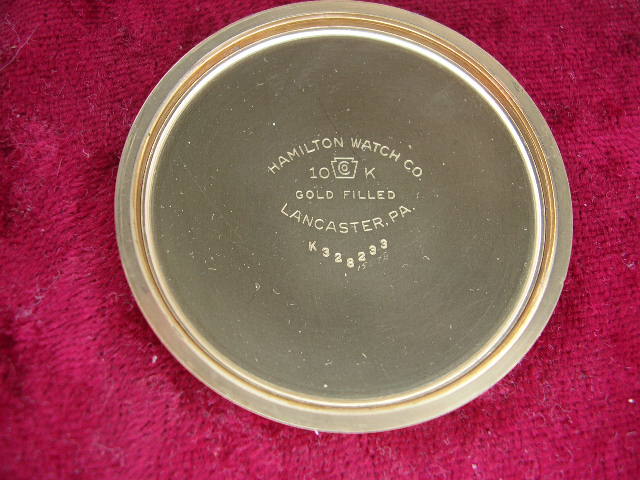 HAMILTON WATCH CO.
10 K
GOLD FILLED
LANCASTER, PA.
K328233